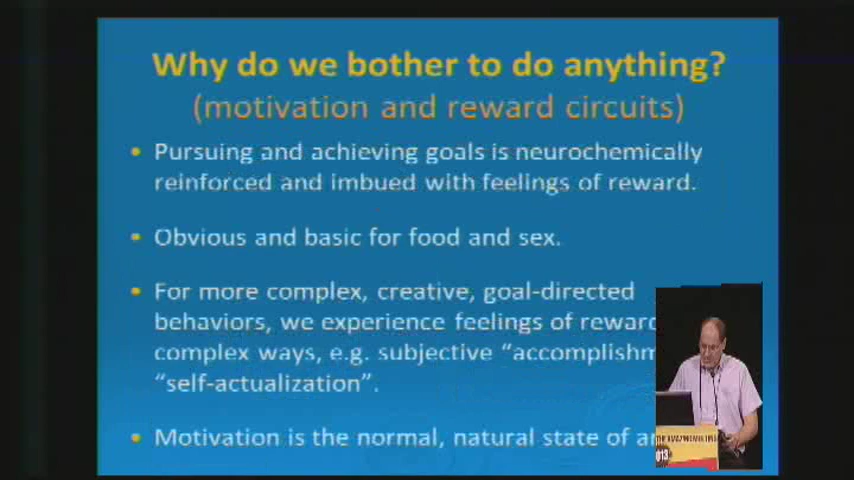 Why do we bother to do anything?
(motivation and reward circuits)
• Pursuing and achieving goals is neurochemically
reinforced and imbued with feelings of reward.
• Obvious and basic for food and sex.
• For more complex, creative, goal-directed
behaviors, we experience feelings of reward
complex ways, e.g. subjective “accomplishm
“self-actualization”.
• Motivation is the normal, natural state of